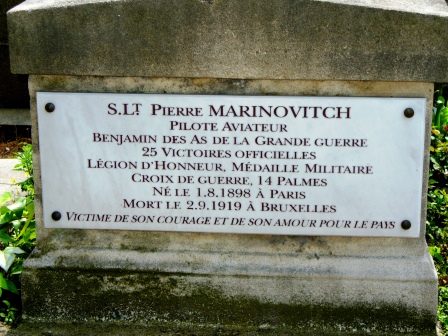 S.LT PIERRE MARINOVITCH
PILOTE AVIATEUR
BENJAMIN DES AS DE LA GRANDE GUERRE
25 VICTOIRES OFFICIELLES
LÉGION D'HONNEUR, MÉDAILLE MILITAIRE
CROIX DE GUERRE, 14 PALMES
NÉ LE 1.8.1898 À PARIS
MORT LE 2.9.1919 À BRUXELLES
VICTIME DE SON COURAGE ET DE SON AMOUR POUR LE PAYS